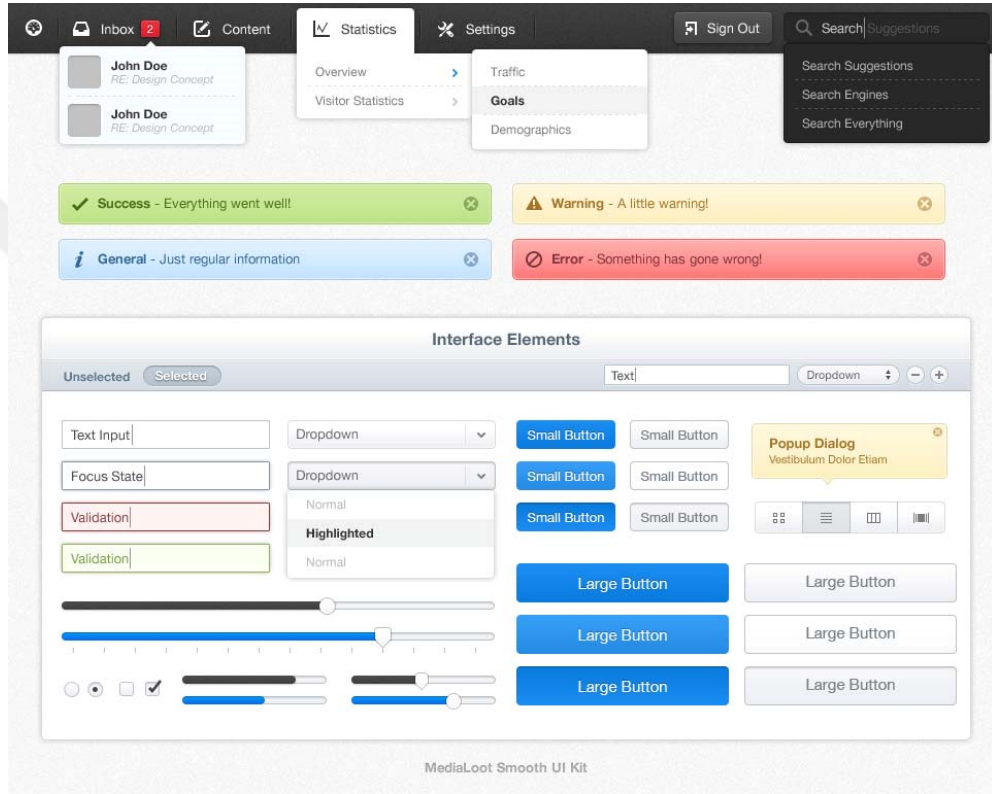 Inbox 2 Content Statistics Settings Sign Out Search Suggestions
John Doe
RE: Design Concept
John Doe
RE: Design Concept
Overview
Visitor Statistics
Traffic
Goals
Demographics
Search Suggestions
Search Engines
Search Everything
Success - Everything went well!
Warning - A little warning!
General - Just regular information
Error - Something has gone wrong!
Interface Elements
Unselected Selected Text Dropdown
Text Input Dropdown Small Button Small Button
Focus State Dropdown Small Button Small Button
Validation Small Button Small Button
Validation
Normal
Highlighted
Normal
Popup Dialog
Vestibulum Dolor Etiam
Large Button Large Button
Large Button Large Button
Large Button Large Button
MediaLoot Smooth UI Kit